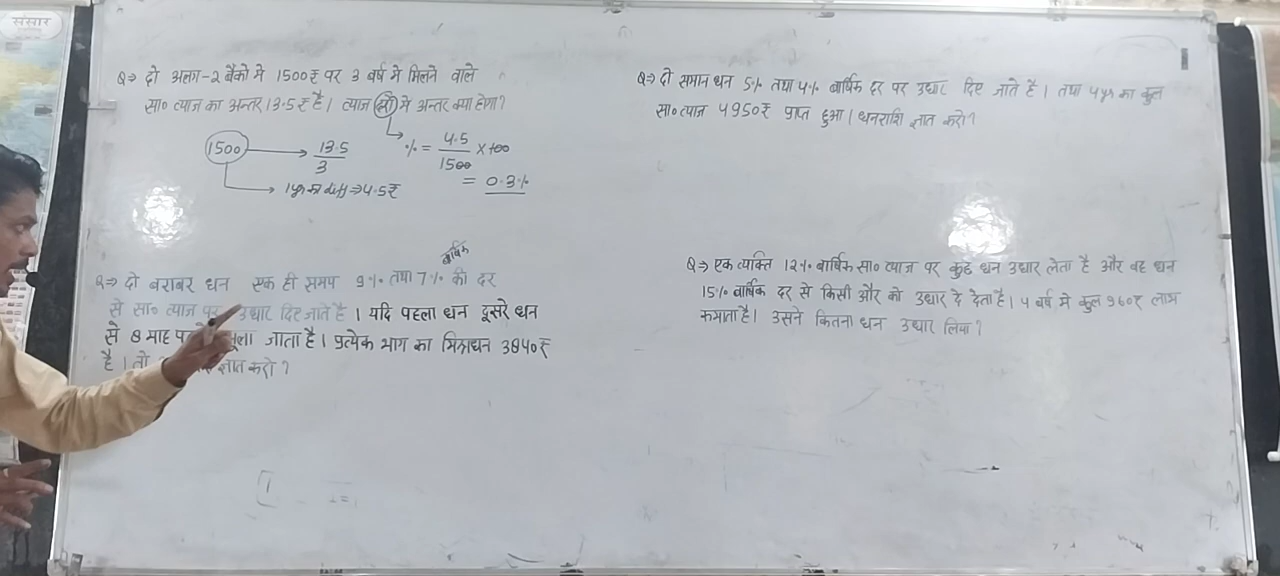 संसार
Q⇒ दो अलग-2 बैंको मे 1500₹ पर 3 वर्ष मे मिलने वाले
सा० व्याज का अन्तर 13.5 ₹ है। व्याज दरो मे अन्तर क्या होगा?
1500 → 13.5/3
1yr का diff ⇒ 4.5₹
% = 4.5/1500 × 100
= 0.3%
Q⇒ दो बराबर धन एक ही समय 9% तथा 7% की वार्षिक दर
से सा० व्याज पर उधार दिए जाते है । यदि पहला धन दूसरे धन
से 8 माह जाता है। प्रत्येक भाग का मिश्रधन 3840₹
है । तो ज्ञात करो ?
Q⇒ दो समान धन 5% तथा 4% वार्षिक दर पर उधार दिए जाते है । तथा 4yr का कुल
सा० व्याज 4950₹ प्राप्त हुआ । धनराशि ज्ञात करो?
Q⇒ एक व्यक्ति 12% वार्षिक सा० व्याज पर कुछ धन उधार लेता है और वह धन
15% वार्षिक दर से किसी और को उधार दे देता है। 4 वर्ष मे कुल 960₹ लाभ
कमाता है। उसने कितना धन उधार लिया?